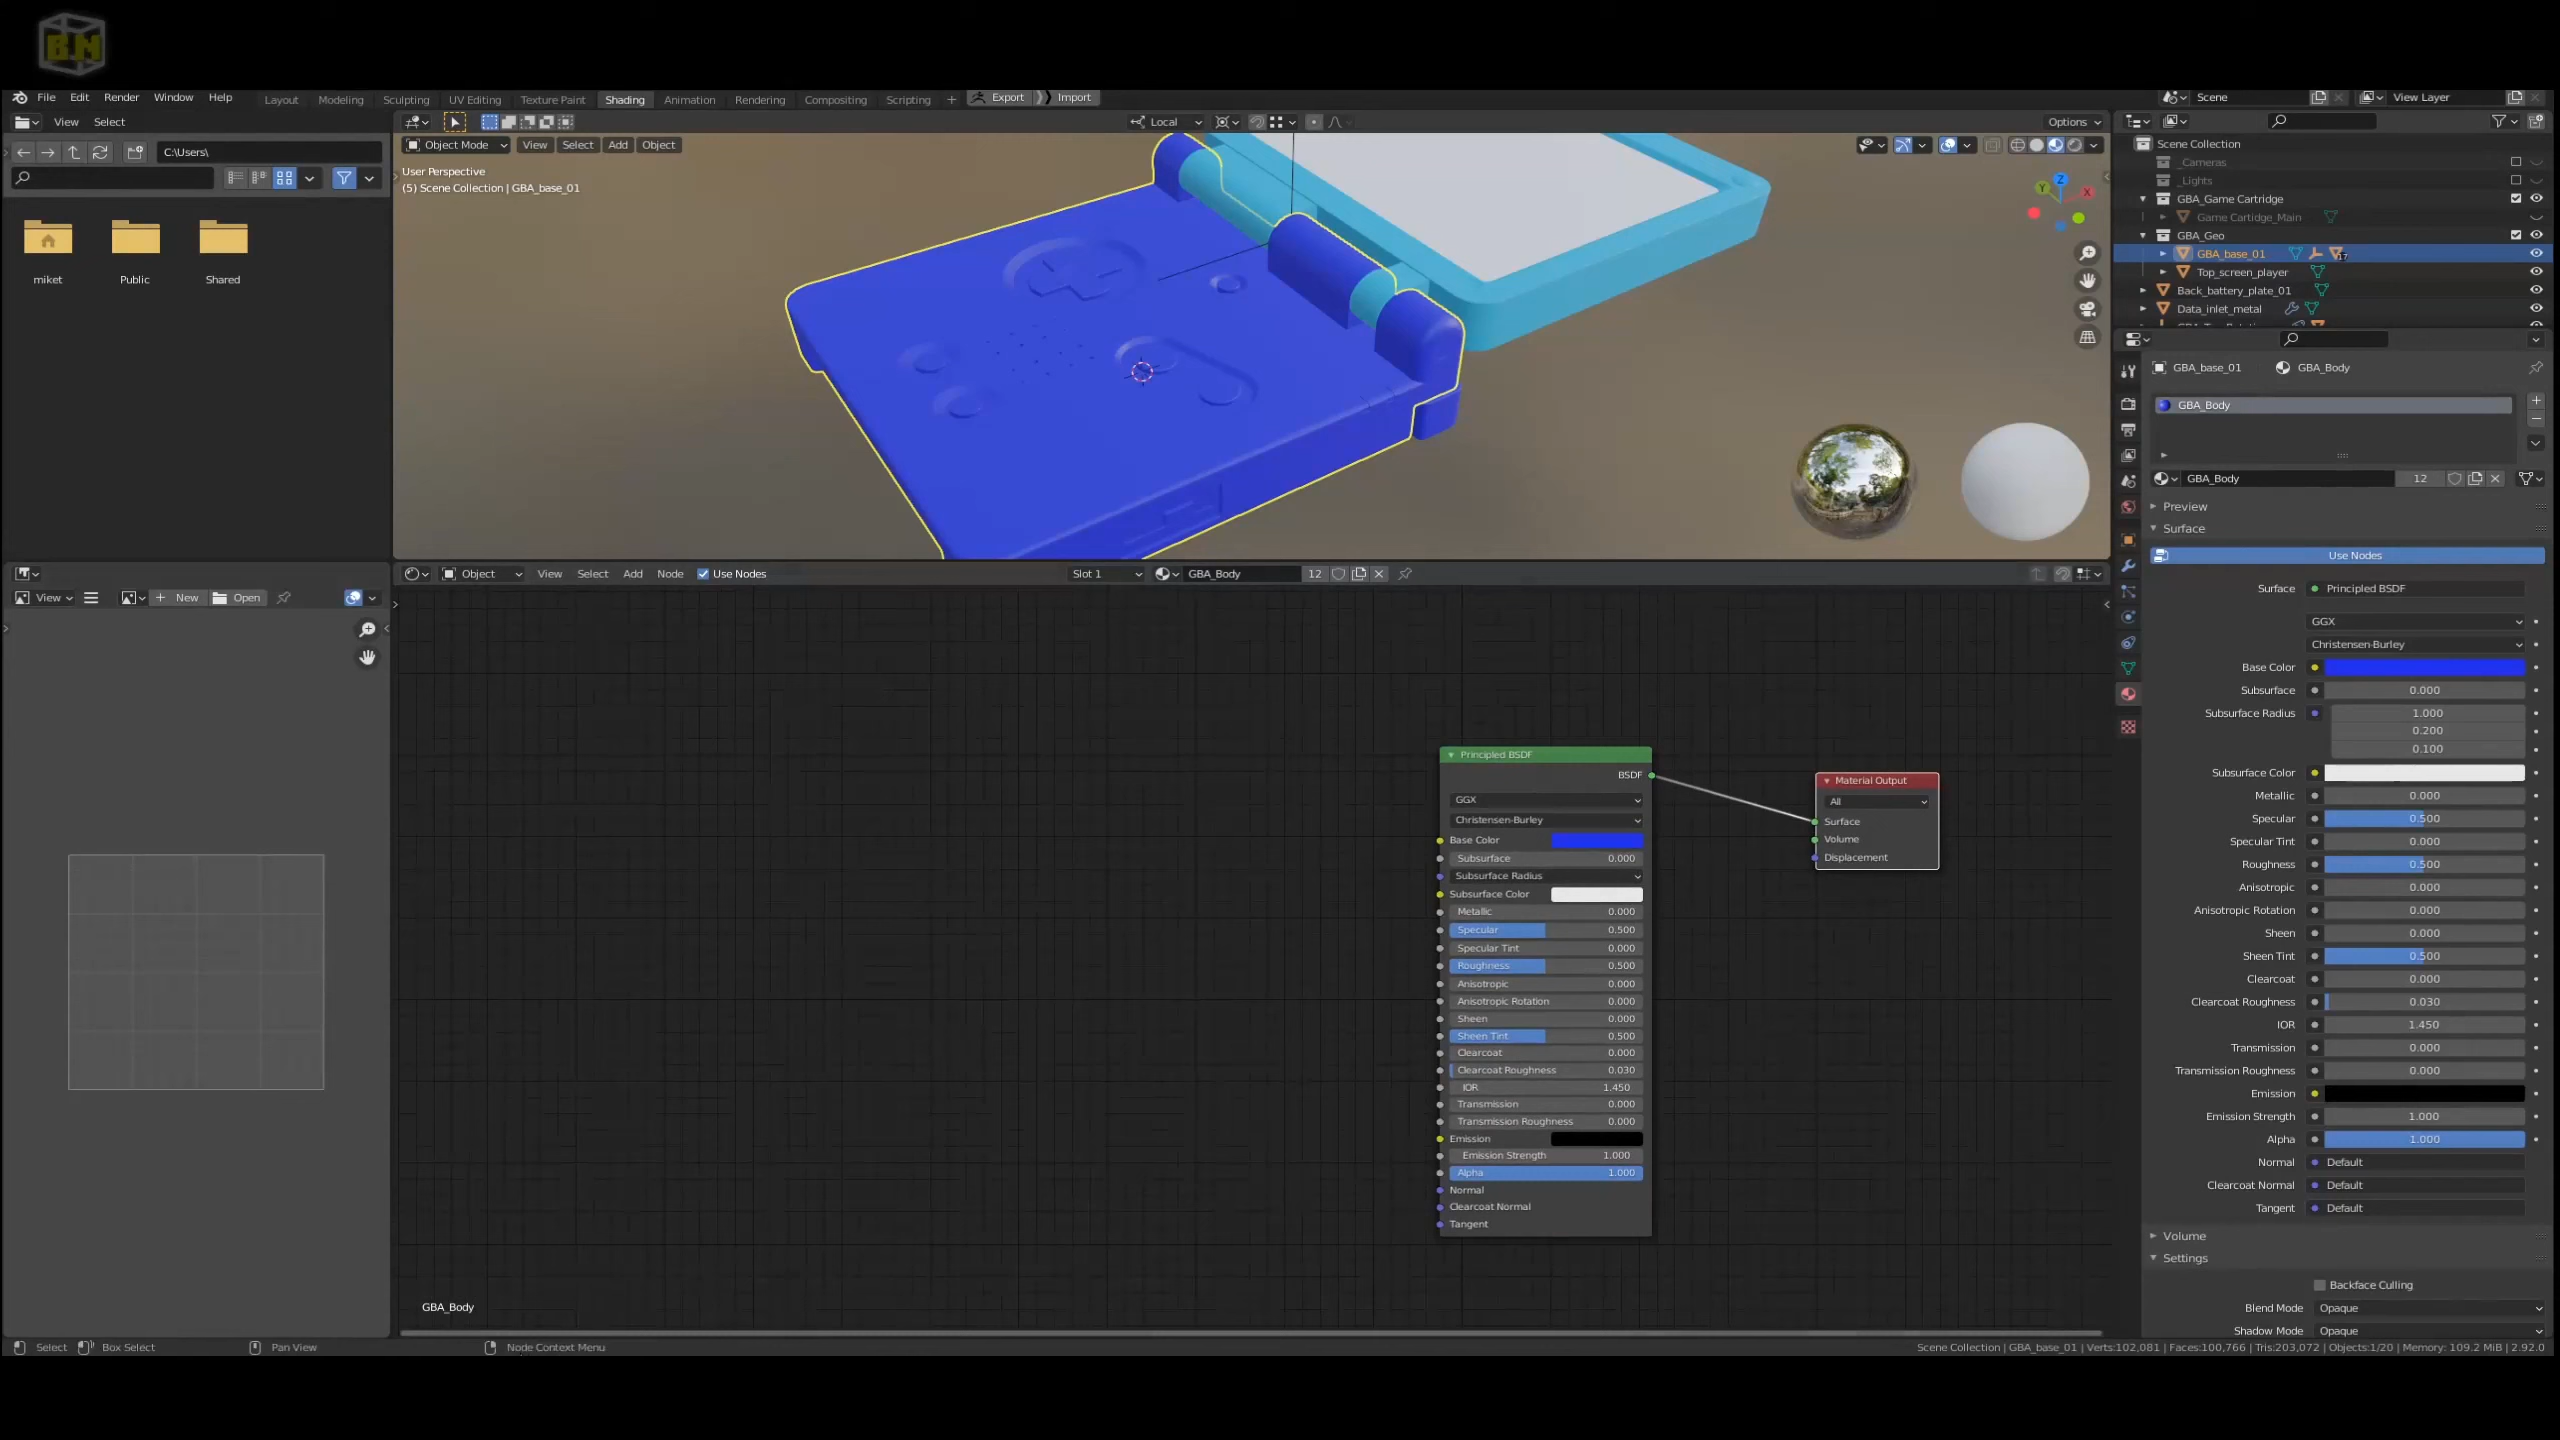 BM
File Edit Render Window Help Layout Modeling Sculpting UV Editing Texture Paint Shading Animation Rendering Compositing Scripting + Export Import Scene View Layer
View Select Local Options
C:\Users\
Object Mode View Select Add Object
User Perspective
(5) Scene Collection | GBA_base_01
miket Public Shared
Scene Collection
_Cameras
_Lights
GBA_Game Cartridge
Game Cartidge_Main
GBA_Geo
GBA_base_01 17
Top_screen_player
Back_battery_plate_01
Data_inlet_metal
GBA_base_01 GBA_Body
GBA_Body
GBA_Body 12
Preview
Surface
Use Nodes
Surface Principled BSDF
GGX
Christensen-Burley
Base Color
Subsurface 0.000
Subsurface Radius 1.000
0.200
0.100
Subsurface Color
Metallic 0.000
Specular 0.500
Specular Tint 0.000
Roughness 0.500
Anisotropic 0.000
Anisotropic Rotation 0.000
Sheen 0.000
Sheen Tint 0.500
Clearcoat 0.000
Clearcoat Roughness 0.030
IOR 1.450
Transmission 0.000
Transmission Roughness 0.000
Emission
Emission Strength 1.000
Alpha 1.000
Normal Default
Clearcoat Normal Default
Tangent Default
Volume
Settings
Backface Culling
Blend Mode Opaque
Shadow Mode Opaque
Object View Select Add Node Use Nodes Slot 1 GBA_Body 12
View + New Open
Principled BSDF
BSDF
GGX
Christensen-Burley
Base Color
Subsurface 0.000
Subsurface Radius
Subsurface Color
Metallic 0.000
Specular 0.500
Specular Tint 0.000
Roughness 0.500
Anisotropic 0.000
Anisotropic Rotation 0.000
Sheen 0.000
Sheen Tint 0.500
Clearcoat 0.000
Clearcoat Roughness 0.030
IOR 1.450
Transmission 0.000
Transmission Roughness 0.000
Emission
Emission Strength 1.000
Alpha 1.000
Normal
Clearcoat Normal
Tangent
Material Output
All
Surface
Volume
Displacement
GBA_Body
Select Box Select Pan View Node Context Menu Scene Collection | GBA_base_01 | Verts:102,081 | Faces:100,766 | Tris:203,072 | Objects:1/20 | Memory: 109.2 MiB | 2.92.0